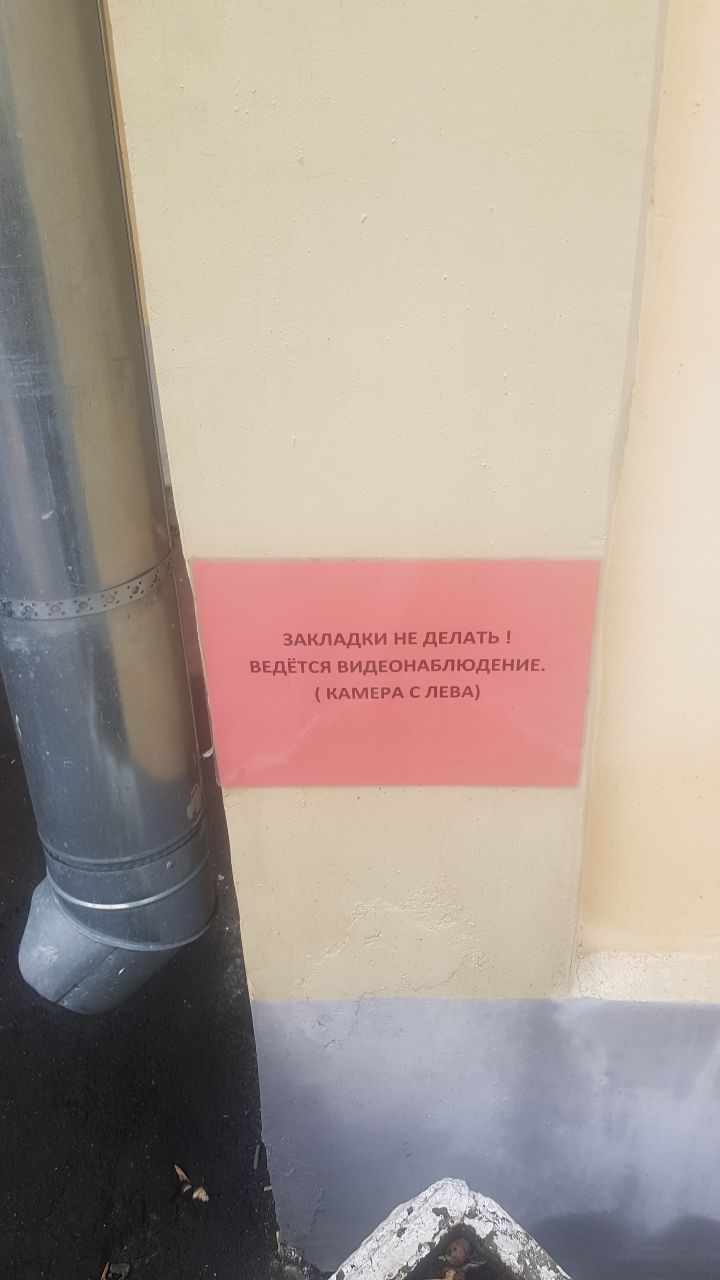 ЗАКЛАДКИ НЕ ДЕЛАТЬ !
ВЕДЁТСЯ ВИДЕОНАБЛЮДЕНИЕ.
( КАМЕРА С ЛЕВА)